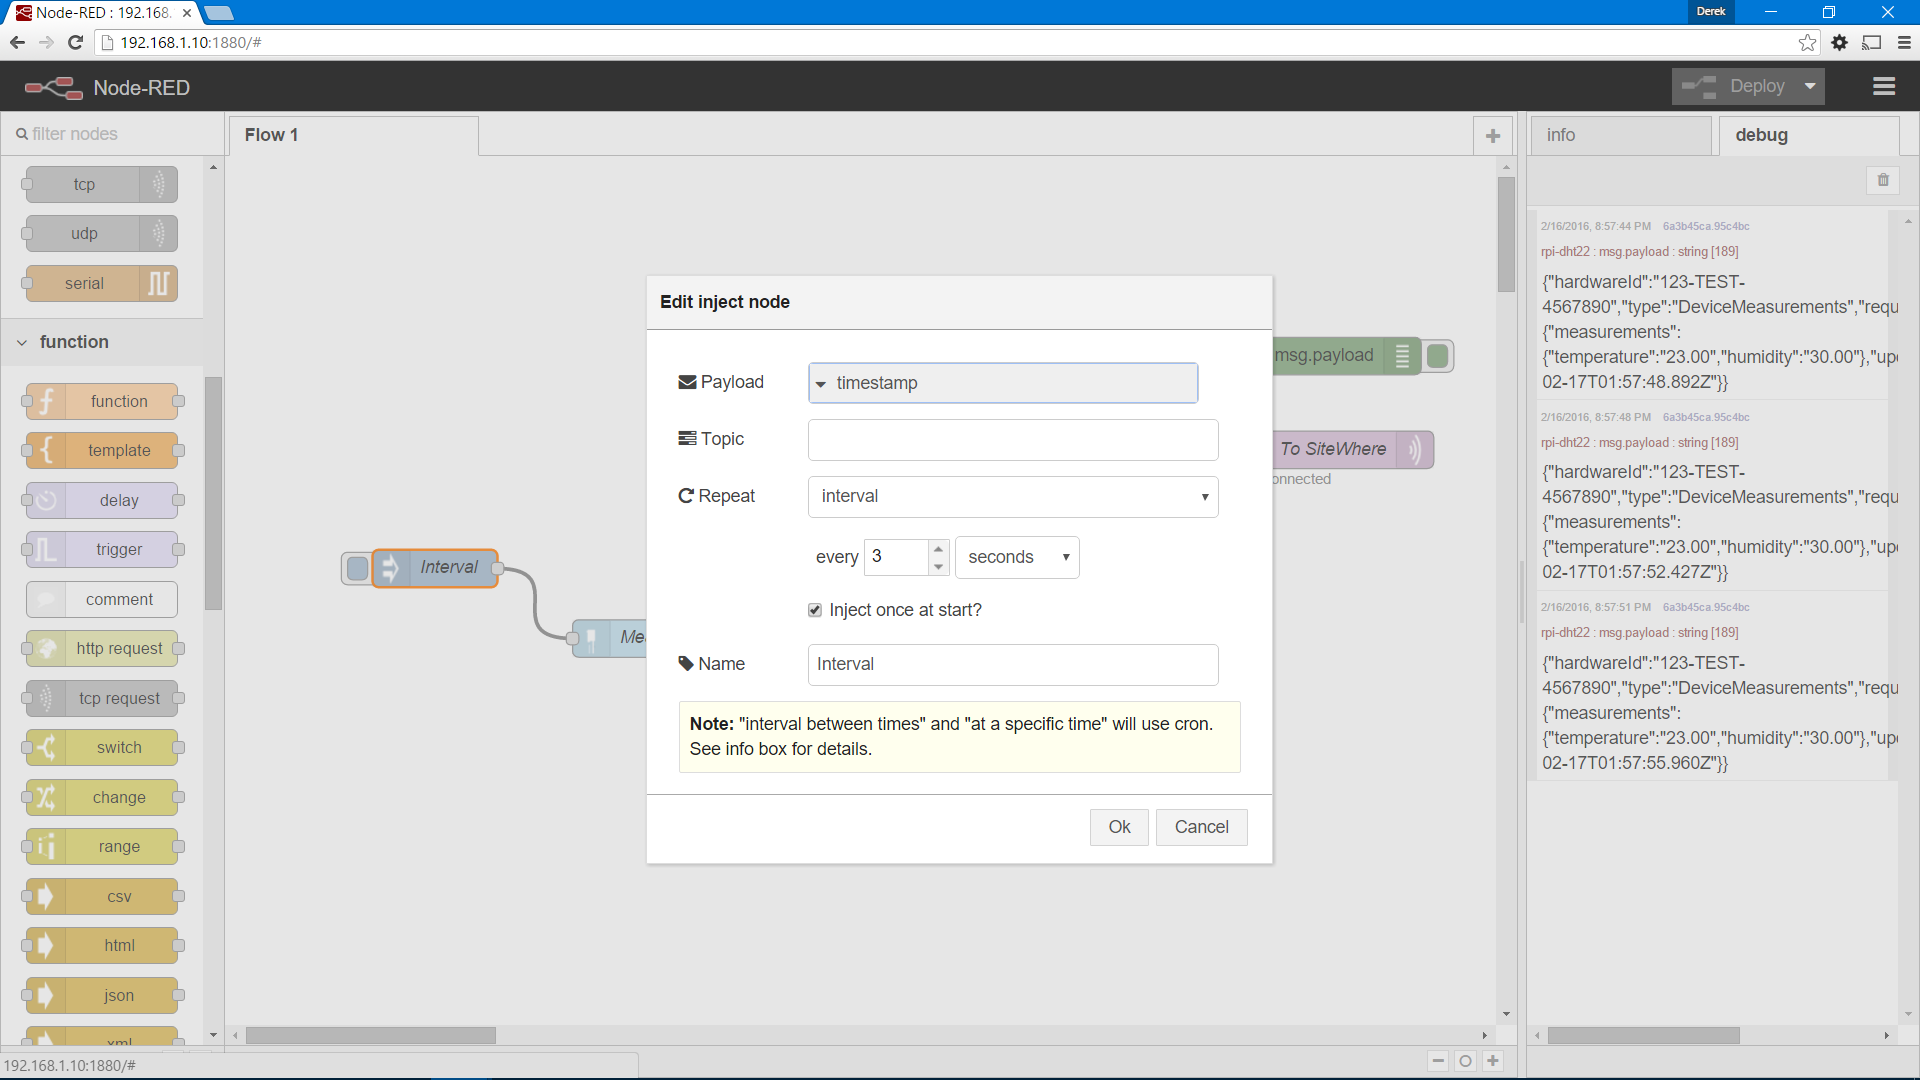 Node-RED : 192.168.
Derek
192.168.1.10:1880/#
Node-RED
Deploy
filter nodes
tcp
udp
serial
function
function
template
delay
trigger
comment
http request
tcp request
switch
change
range
csv
html
json
xml
192.168.1.10:1880/#
Flow 1
Interval
Me
msg.payload
To SiteWhere
onnected
Edit inject node
Payload
timestamp
Topic
Repeat
interval
every 3 seconds
Inject once at start?
Name
Interval
Note: "interval between times" and "at a specific time" will use cron.
See info box for details.
Ok
Cancel
info
debug
2/16/2016, 8:57:44 PM 6a3b45ca.95c4bc
rpi-dht22 : msg.payload : string [189]
{"hardwareId":"123-TEST-
4567890","type":"DeviceMeasurements","requ
{"measurements":
{"temperature":"23.00","humidity":"30.00"},"up
02-17T01:57:48.892Z"}}
2/16/2016, 8:57:48 PM 6a3b45ca.95c4bc
rpi-dht22 : msg.payload : string [189]
{"hardwareId":"123-TEST-
4567890","type":"DeviceMeasurements","requ
{"measurements":
{"temperature":"23.00","humidity":"30.00"},"up
02-17T01:57:52.427Z"}}
2/16/2016, 8:57:51 PM 6a3b45ca.95c4bc
rpi-dht22 : msg.payload : string [189]
{"hardwareId":"123-TEST-
4567890","type":"DeviceMeasurements","requ
{"measurements":
{"temperature":"23.00","humidity":"30.00"},"up
02-17T01:57:55.960Z"}}